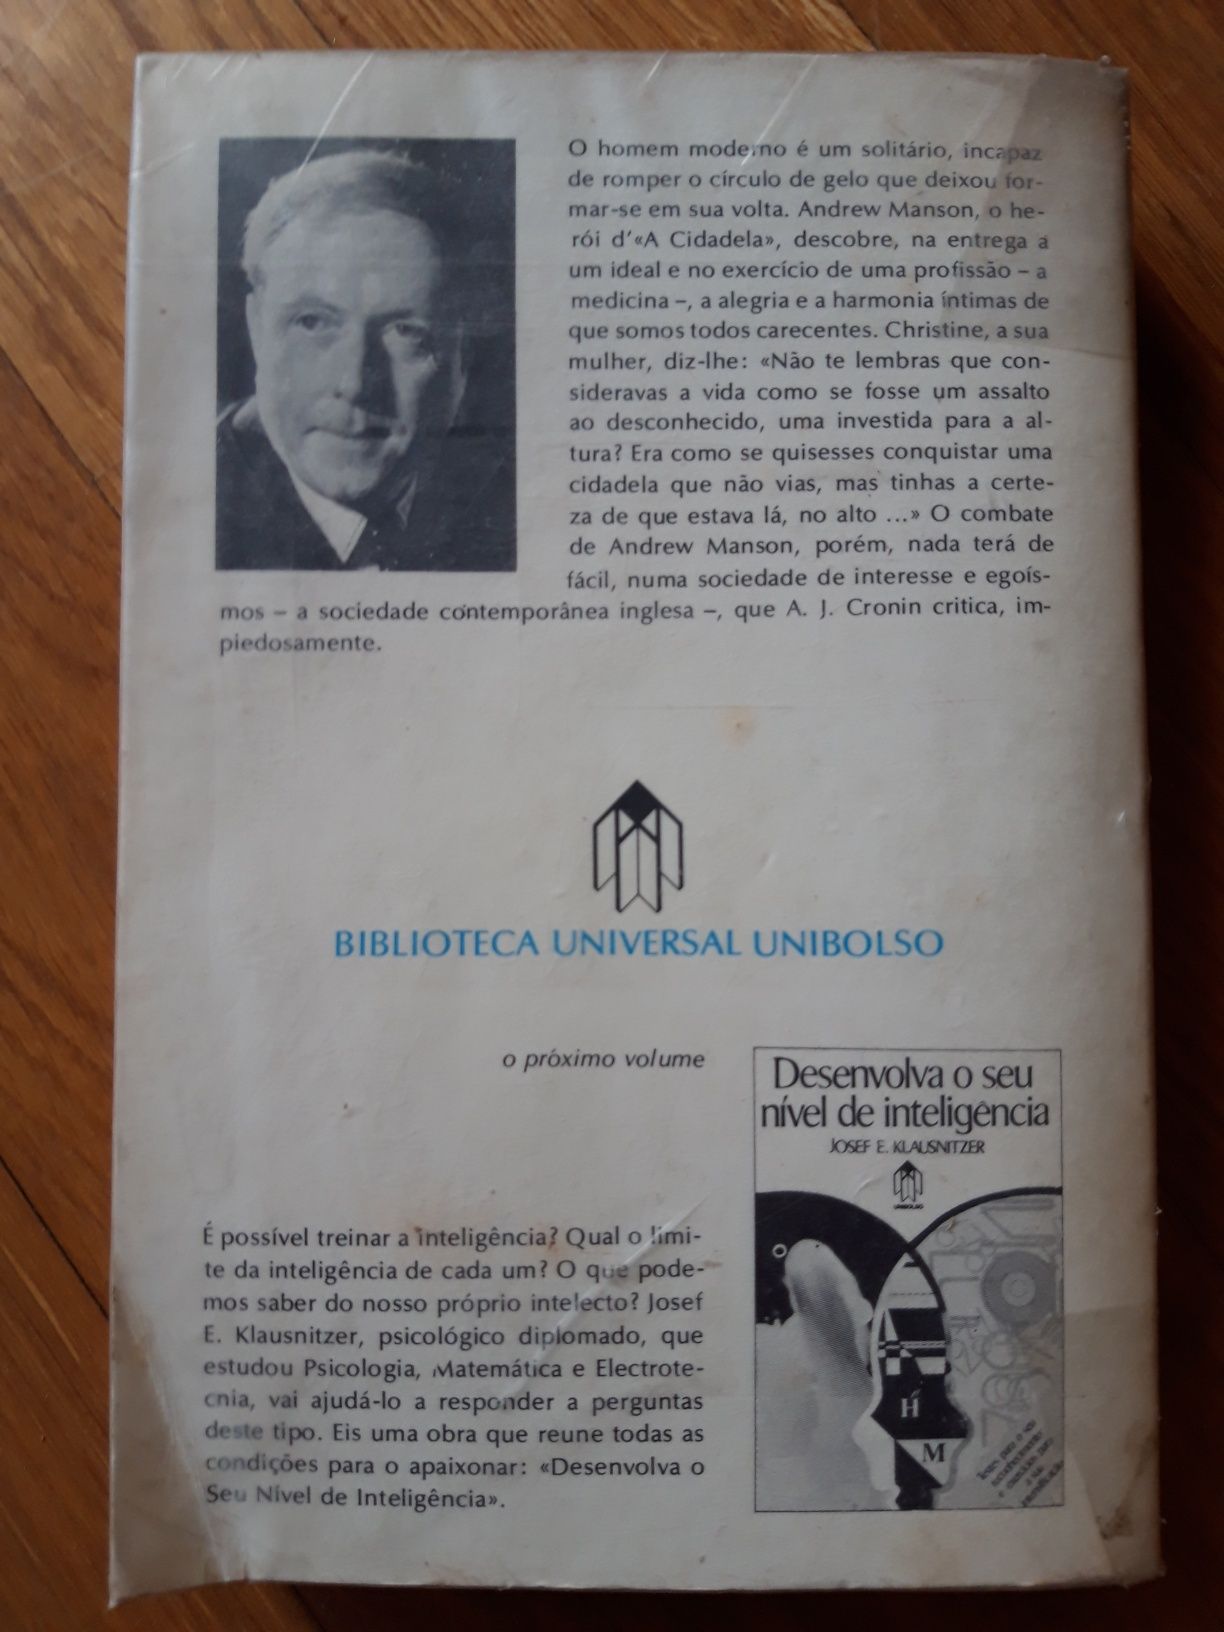 O homem moderno é um solitário, incapaz
de romper o círculo de gelo que deixou for-
mar-se em sua volta. Andrew Manson, o he-
rói d'«A Cidadela», descobre, na entrega a
um ideal e no exercício de uma profissão – a
medicina –, a alegria e a harmonia íntimas de
que somos todos carecentes. Christine, a sua
mulher, diz-lhe: «Não te lembras que con-
sideravas a vida como se fosse um assalto
ao desconhecido, uma investida para a al-
tura? Era como se quisesses conquistar uma
cidadela que não vias, mas tinhas a certe-
za de que estava lá, no alto ...» O combate
de Andrew Manson, porém, nada terá de
fácil, numa sociedade de interesse e egoís-
mos – a sociedade contemporânea inglesa –, que A. J. Cronin critica, im-
piedosamente.
BIBLIOTECA UNIVERSAL UNIBOLSO
o próximo volume
Desenvolva o seu
nível de inteligência
JOSEF E. KLAUSNITZER
UNIBOLSO
H
M
É possível treinar a inteligência? Qual o limi-
te da inteligência de cada um? O que pode-
mos saber do nosso próprio intelecto? Josef
E. Klausnitzer, psicológico diplomado, que
estudou Psicologia, Matemática e Electrote-
cnia, vai ajudá-lo a responder a perguntas
deste tipo. Eis uma obra que reune todas as
condições para o apaixonar: «Desenvolva o
Seu Nível de Inteligência».